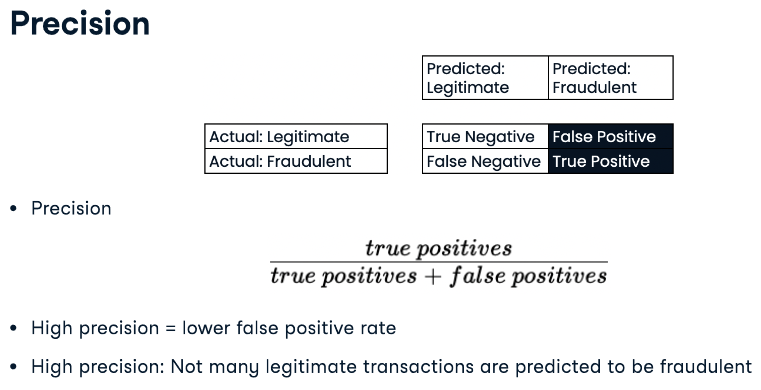 Precision
Predicted: Predicted:
Legitimate Fraudulent
Actual: Legitimate True Negative False Positive
Actual: Fraudulent False Negative True Positive
• Precision
true positives
true positives + false positives
• High precision = lower false positive rate
• High precision: Not many legitimate transactions are predicted to be fraudulent